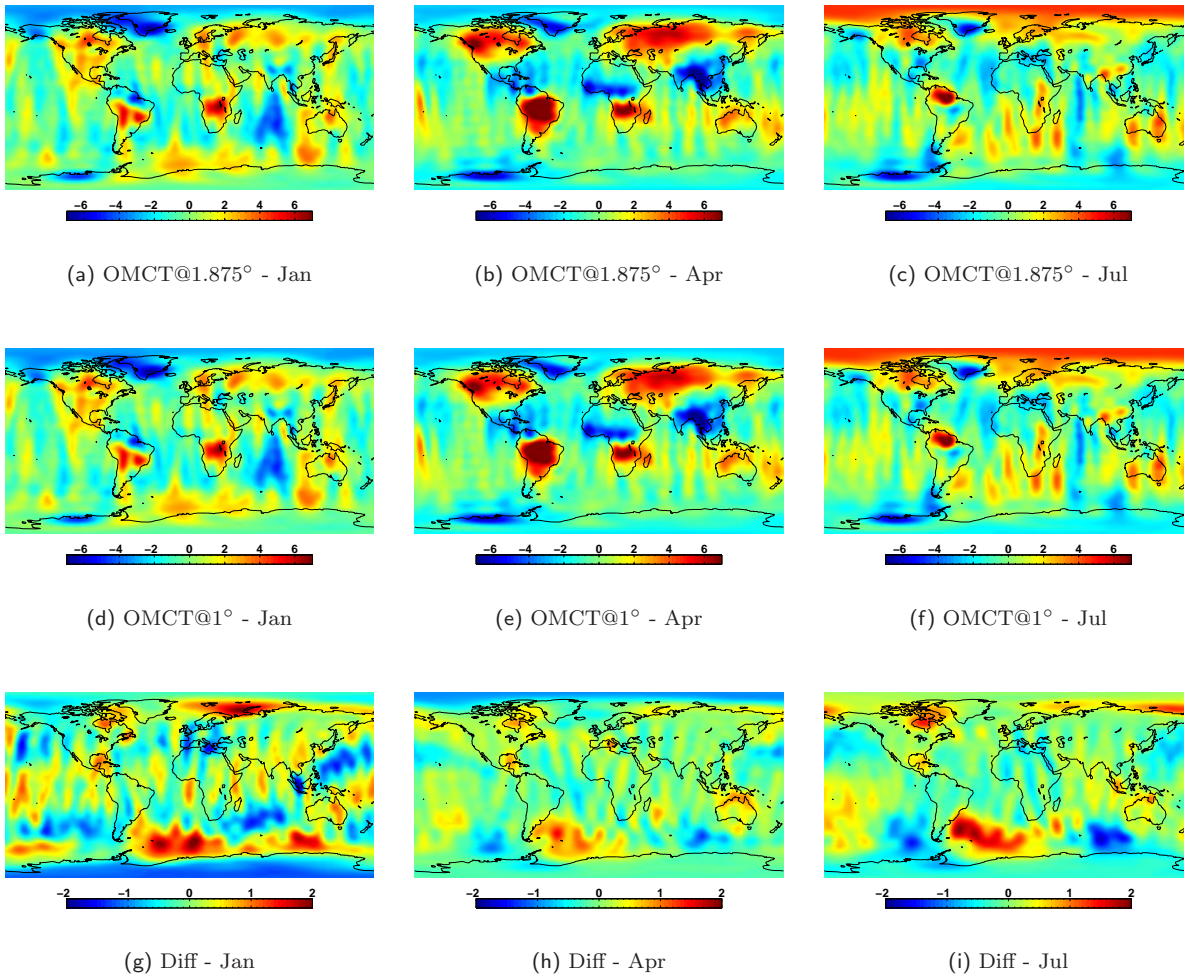 −6 −4 −2 0 2 4 6 −6 −4 −2 0 2 4 6 −6 −4 −2 0 2 4 6
(a) OMCT@1.875° - Jan (b) OMCT@1.875° - Apr (c) OMCT@1.875° - Jul
−6 −4 −2 0 2 4 6 −6 −4 −2 0 2 4 6 −6 −4 −2 0 2 4 6
(d) OMCT@1° - Jan (e) OMCT@1° - Apr (f) OMCT@1° - Jul
−2 −1 0 1 2 −2 −1 0 1 2 −2 −1 0 1 2
(g) Diff - Jan (h) Diff - Apr (i) Diff - Jul